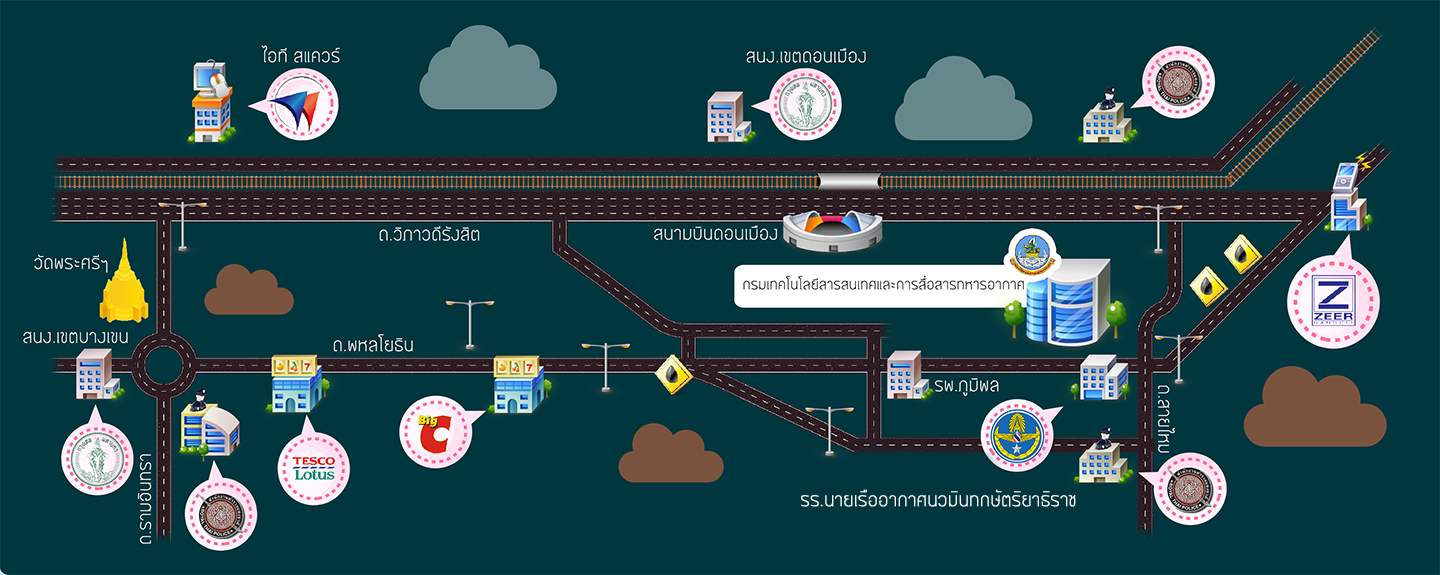 ไอที สแควร์
สนง.เขตดอนเมือง
ถ.วิภาวดีรังสิต
สนามบินดอนเมือง
วัดพระศรีๆ
กรมเทคโนโลยีสารสนเทศและการสื่อสารทหารอากาศ
Z
ZEER
สนง.เขตบางเขน
ถ.พหลโยธิน
รพ.ภูมิพล
ถ.สายไหม
Big
C
TESCO
Lotus
ถ.รามอินทรา
รร.นายเรืออากาศนวมินทกษัตริยาธิราช